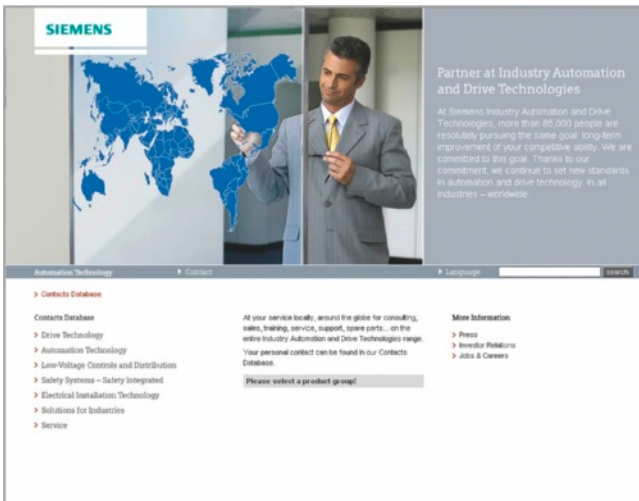 SIEMENS
Partner at Industry Automation
and Drive Technologies
At Siemens Industry Automation and Drive
Technologies, more than 85,000 people are
resolutely pursuing the same goal: long-term
improvement of your competitive ability. We are
committed to this goal. Thanks to our
commitment, we continue to set new standards
in automation and drive technology. In all
industries – worldwide.
Automation Technology
Contact
Language
search
Contacts Database
Contacts Database
Drive Technology
Automation Technology
Low-Voltage Controls and Distribution
Safety Systems – Safety Integrated
Electrical Installation Technology
Solutions for Industries
Service
At your service locally, around the globe for consulting,
sales, training, service, support, spare parts... on the
entire Industry Automation and Drive Technologies range.
Your personal contact can be found in our Contacts
Database.
Please select a product group!
More Information
Press
Investor Relations
Jobs & Careers